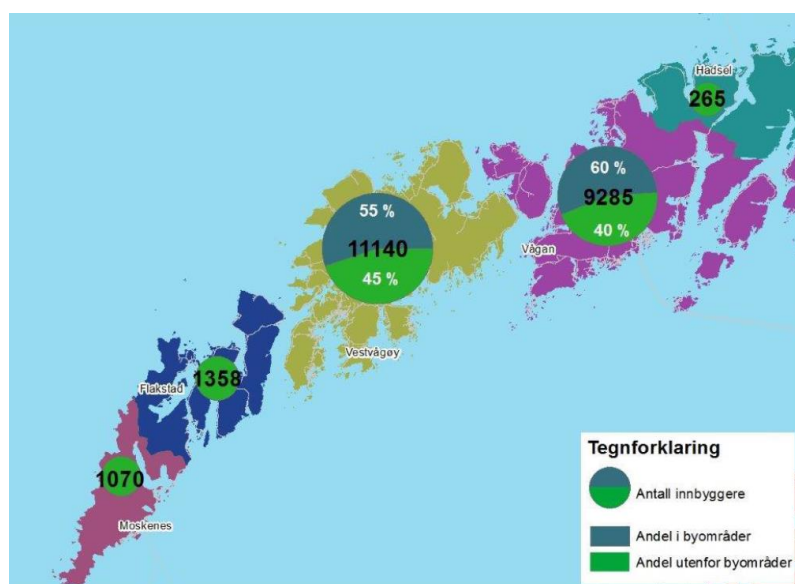 Hadsel
265
60 %
9285
40 %
Vågan
55 %
11140
45 %
Vestvågøy
1358
Flakstad
1070
Moskenes
Tegnforklaring
Antall innbyggere
Andel i byområder
Andel utenfor byområder